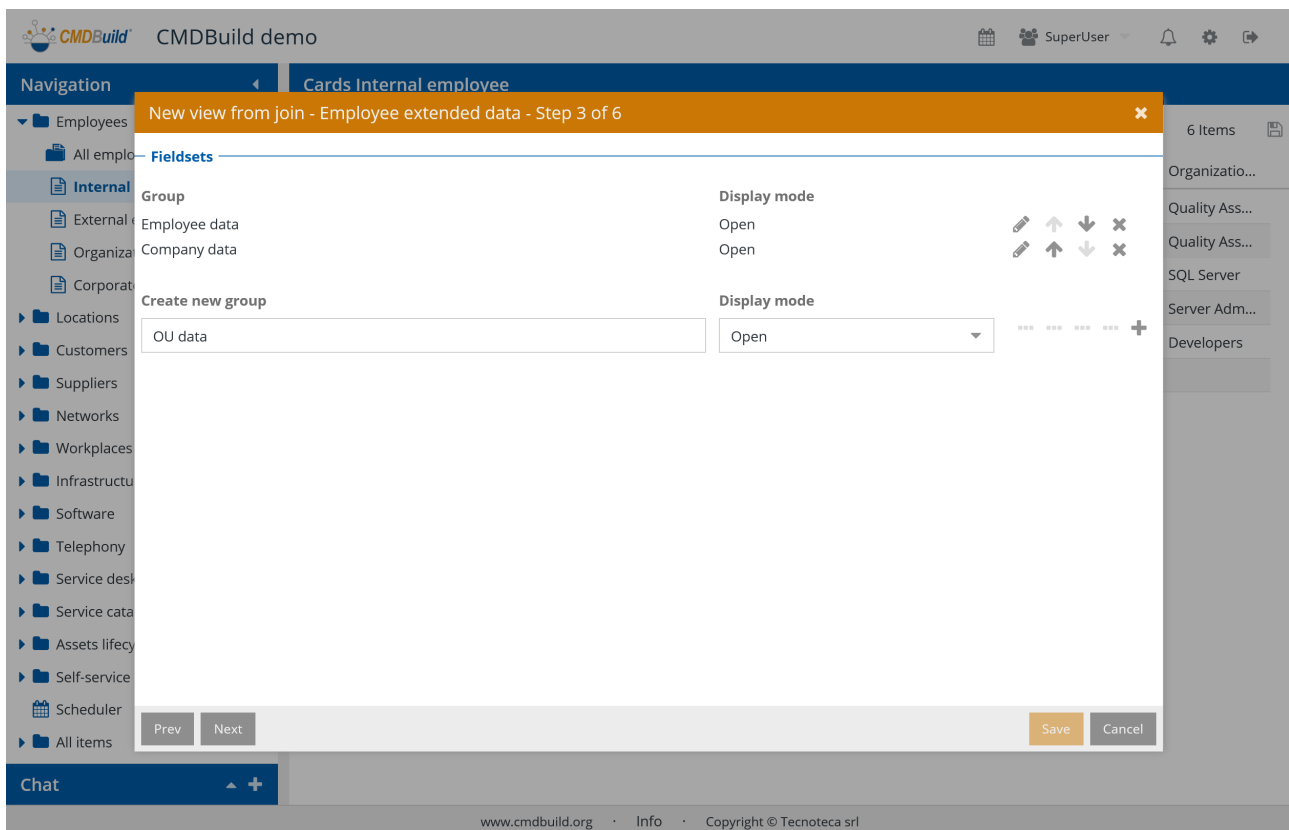 CMDBuild CMDBuild demo SuperUser
Navigation Cards Internal employee
New view from join - Employee extended data - Step 3 of 6
Employees 6 Items
All emplo Fieldsets
Organizatio...
Internal Group Display mode
Quality Ass...
External e Employee data Open
Quality Ass...
Organiza Company data Open
SQL Server
Corporate
Create new group Display mode
Locations Server Adm...
OU data Open
Customers Developers
Suppliers
Networks
Workplaces
Infrastructu
Software
Telephony
Service desk
Service cata
Assets lifecy
Self-service
Scheduler
Prev Next Save Cancel
All items
Chat
www.cmdbuild.org · Info · Copyright © Tecnoteca srl